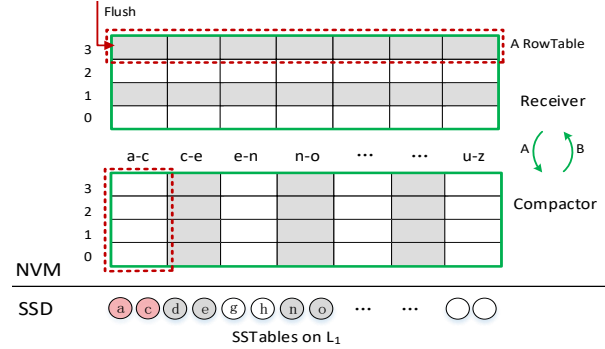 Flush
3
A RowTable
2
1
Receiver
0
A
B
a-c c-e e-n n-o ... ... u-z
3
Compactor
2
1
0
NVM
SSD
a c d e g h n o ... ...
SSTables on L1